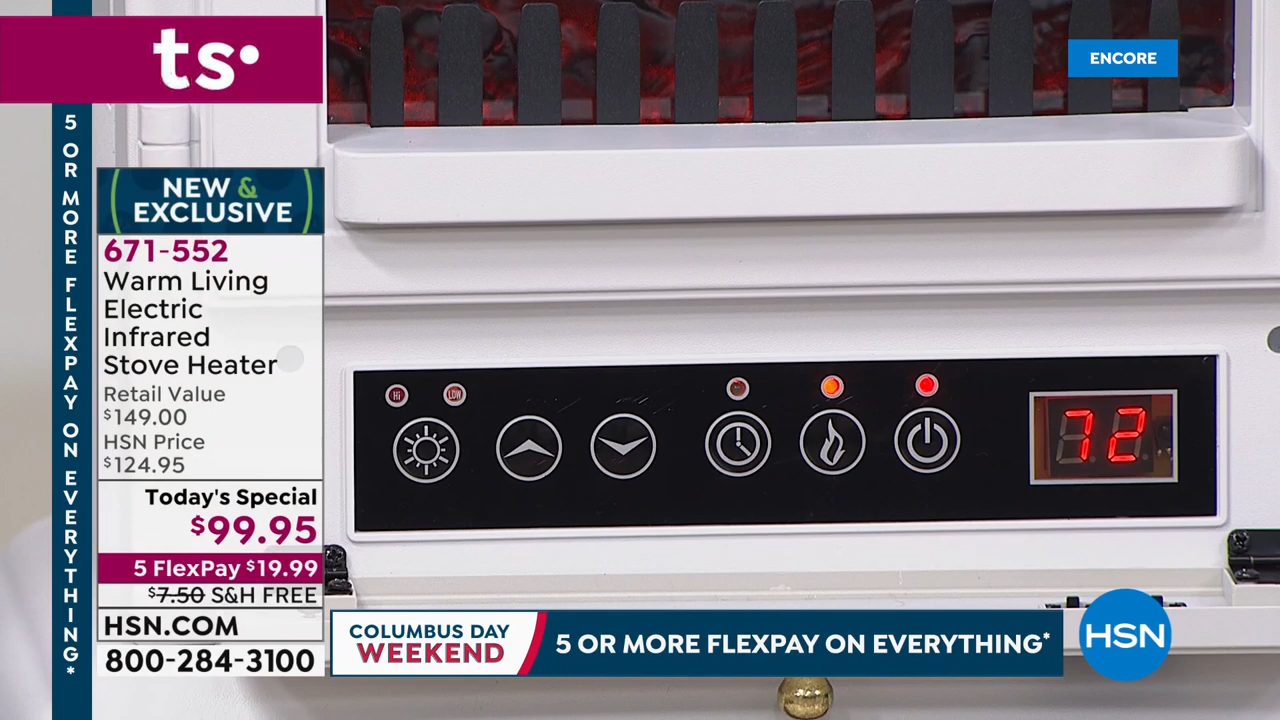 ts•
ENCORE
5 OR MORE FLEXPAY ON EVERYTHING*
NEW &
EXCLUSIVE
671-552
Warm Living
Electric
Infrared
Stove Heater
Retail Value
$149.00
HSN Price
$124.95
Today's Special
$99.95
5 FlexPay $19.99
$7.50 S&H FREE
HSN.COM
800-284-3100
Hi
LOW
72
COLUMBUS DAY
WEEKEND
5 OR MORE FLEXPAY ON EVERYTHING*
HSN